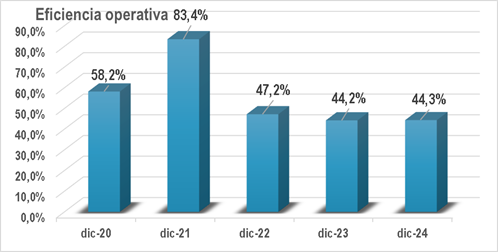 Eficiencia operativa
83,4%
90,0%
80,0%
70,0%
60,0%
50,0%
40,0%
30,0%
20,0%
10,0%
0,0%
58,2%
47,2%
44,2%
44,3%
dic-20
dic-21
dic-22
dic-23
dic-24